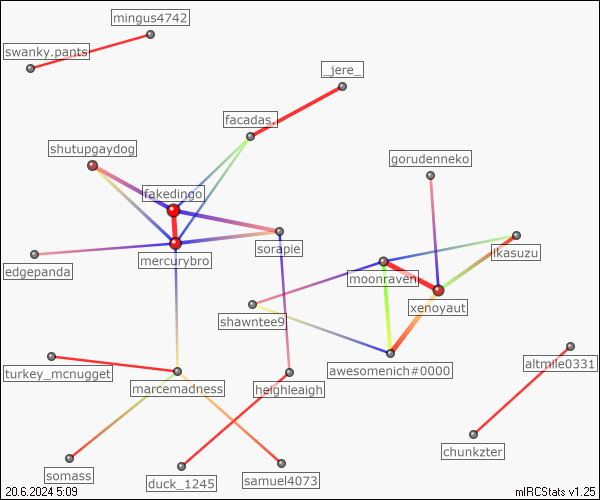 mingus4742
swanky.pants
_jere_
facadas.
shutupgaydog
gorudenneko
fakedingo
sorapie
ikasuzu
mercurybro
edgepanda
moonraven
xenoyaut
shawntee9
altmile0331
turkey_mcnugget
awesomenich#0000
marcemadness
heighleaigh
chunkzter
somass
duck_1245
samuel4073
20.6.2024 5:09
mIRCStats v1.25